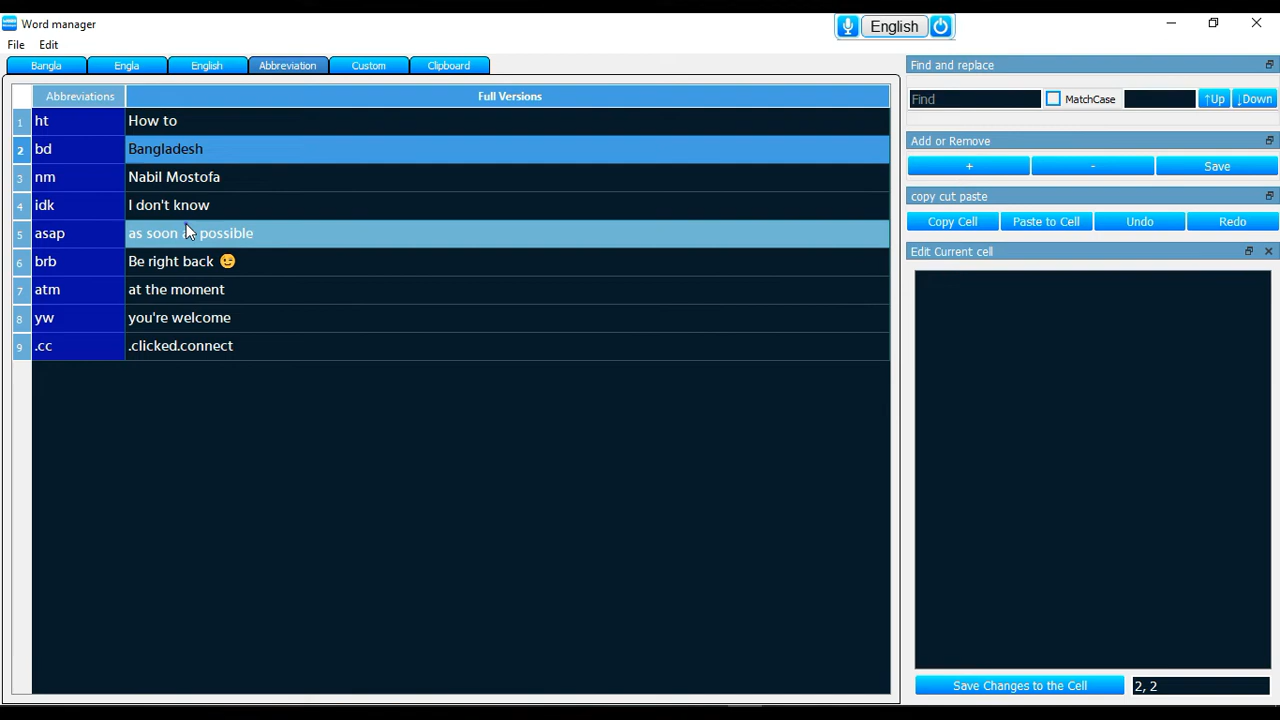 Word manager
English
File Edit
Bangla Engla English Abbreviation Custom Clipboard
Abbreviations Full Versions
1 ht How to
2 bd Bangladesh
3 nm Nabil Mostofa
4 idk I don't know
5 asap as soon as possible
6 brb Be right back 😉
7 atm at the moment
8 yw you're welcome
9 .cc .clicked.connect
Find and replace
Find MatchCase ↑Up ↓Down
Add or Remove
+ - Save
copy cut paste
Copy Cell Paste to Cell Undo Redo
Edit Current cell
Save Changes to the Cell 2, 2